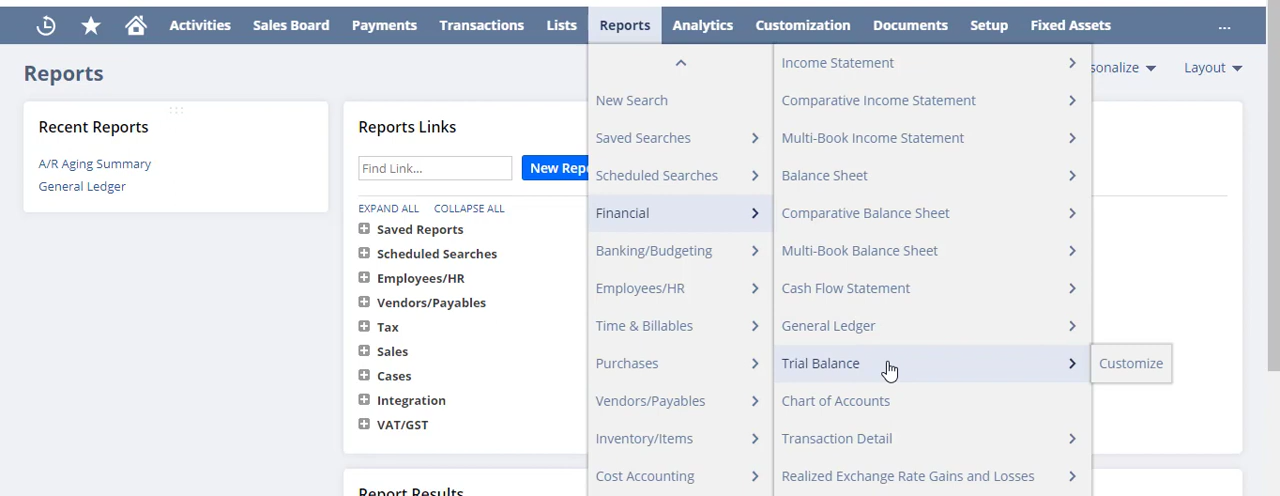 Activities Sales Board Payments Transactions Lists Reports Analytics Customization Documents Setup Fixed Assets ...
Reports
sonalize Layout
Recent Reports
A/R Aging Summary
General Ledger
Reports Links
Find Link...
New Repo
EXPAND ALL COLLAPSE ALL
Saved Reports
Scheduled Searches
Employees/HR
Vendors/Payables
Tax
Sales
Cases
Integration
VAT/GST
Report Results
New Search
Saved Searches
Scheduled Searches
Financial
Banking/Budgeting
Employees/HR
Time & Billables
Purchases
Vendors/Payables
Inventory/Items
Cost Accounting
Income Statement
Comparative Income Statement
Multi-Book Income Statement
Balance Sheet
Comparative Balance Sheet
Multi-Book Balance Sheet
Cash Flow Statement
General Ledger
Trial Balance
Chart of Accounts
Transaction Detail
Realized Exchange Rate Gains and Losses
Customize